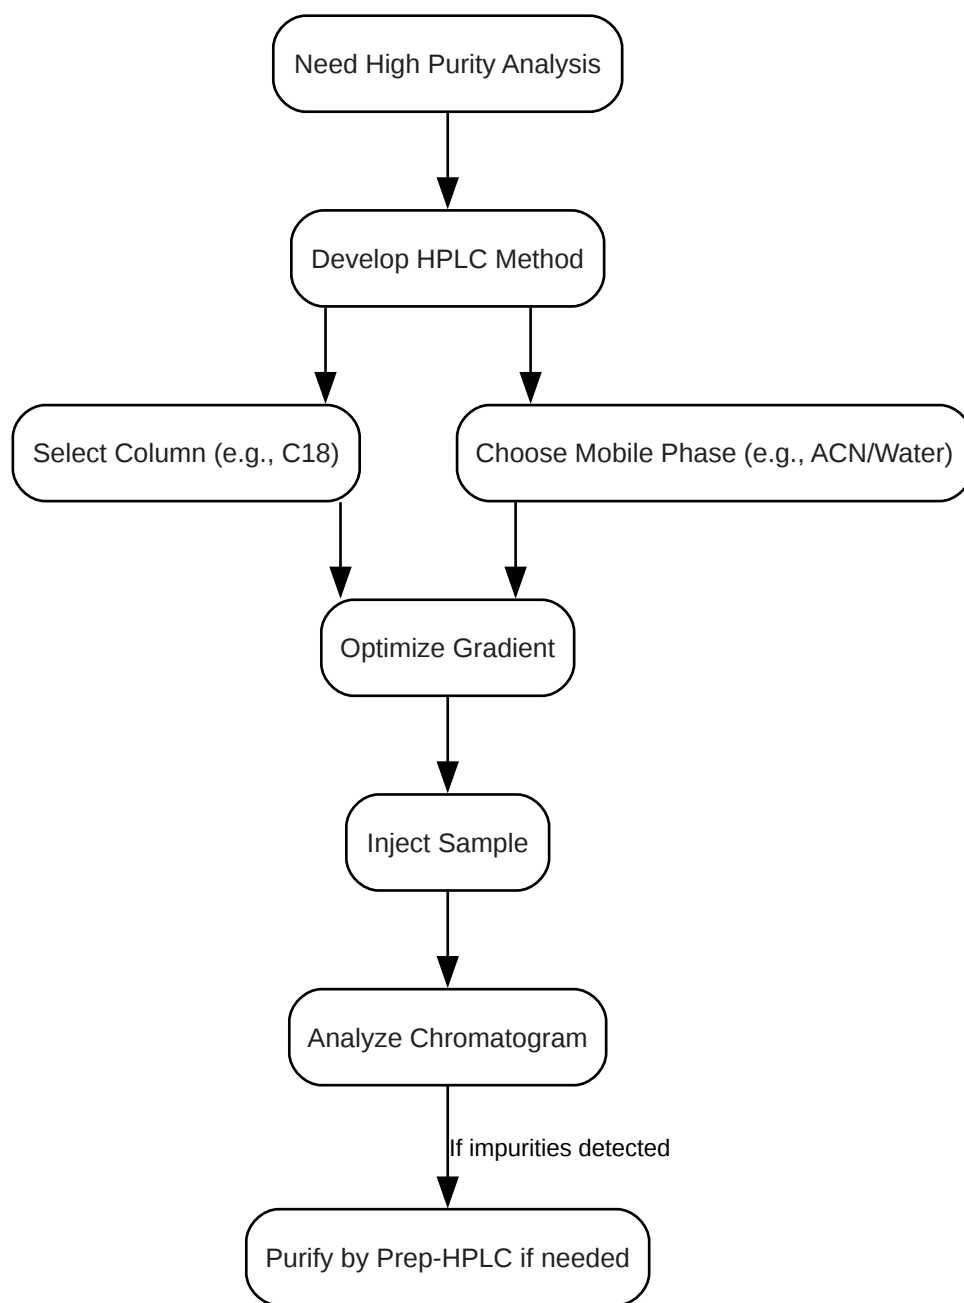 Need High Purity Analysis
Develop HPLC Method
Select Column (e.g., C18)
Choose Mobile Phase (e.g., ACN/Water)
Optimize Gradient
Inject Sample
Analyze Chromatogram
If impurities detected
Purify by Prep-HPLC if needed